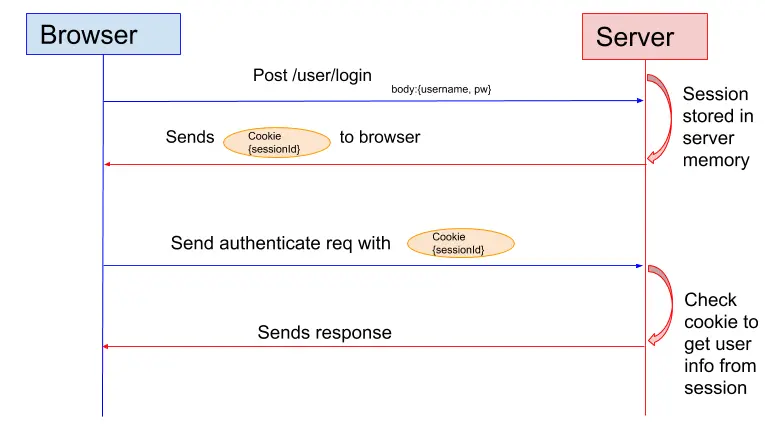 Browser
Server
Post /user/login
body:{username, pw}
Session
stored in
server
memory
Sends
Cookie
{sessionId}
to browser
Send authenticate req with
Cookie
{sessionId}
Check
cookie to
get user
info from
session
Sends response